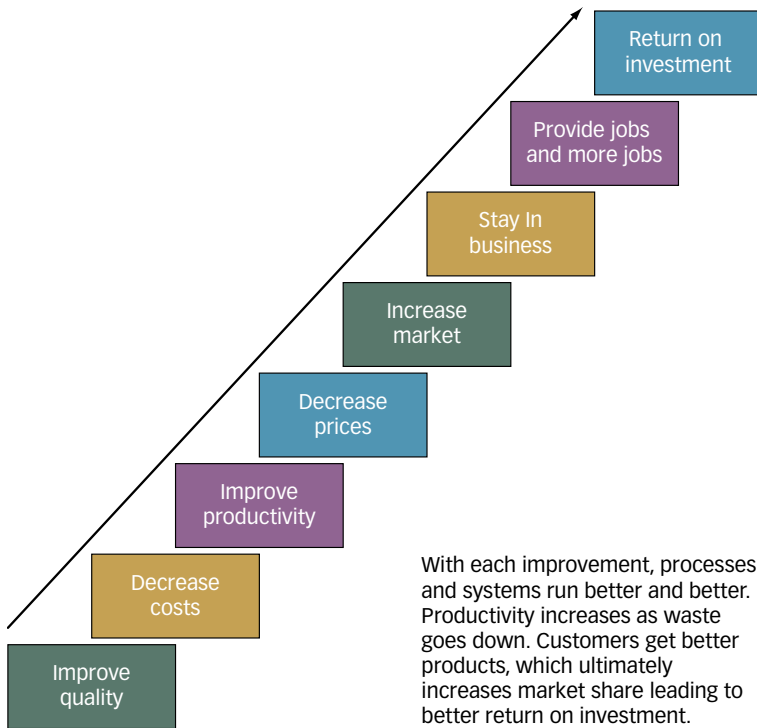 Return on
investment
Provide jobs
and more jobs
Stay In
business
Increase
market
Decrease
prices
Improve
productivity
Decrease
costs
Improve
quality
With each improvement, processes
and systems run better and better.
Productivity increases as waste
goes down. Customers get better
products, which ultimately
increases market share leading to
better return on investment.